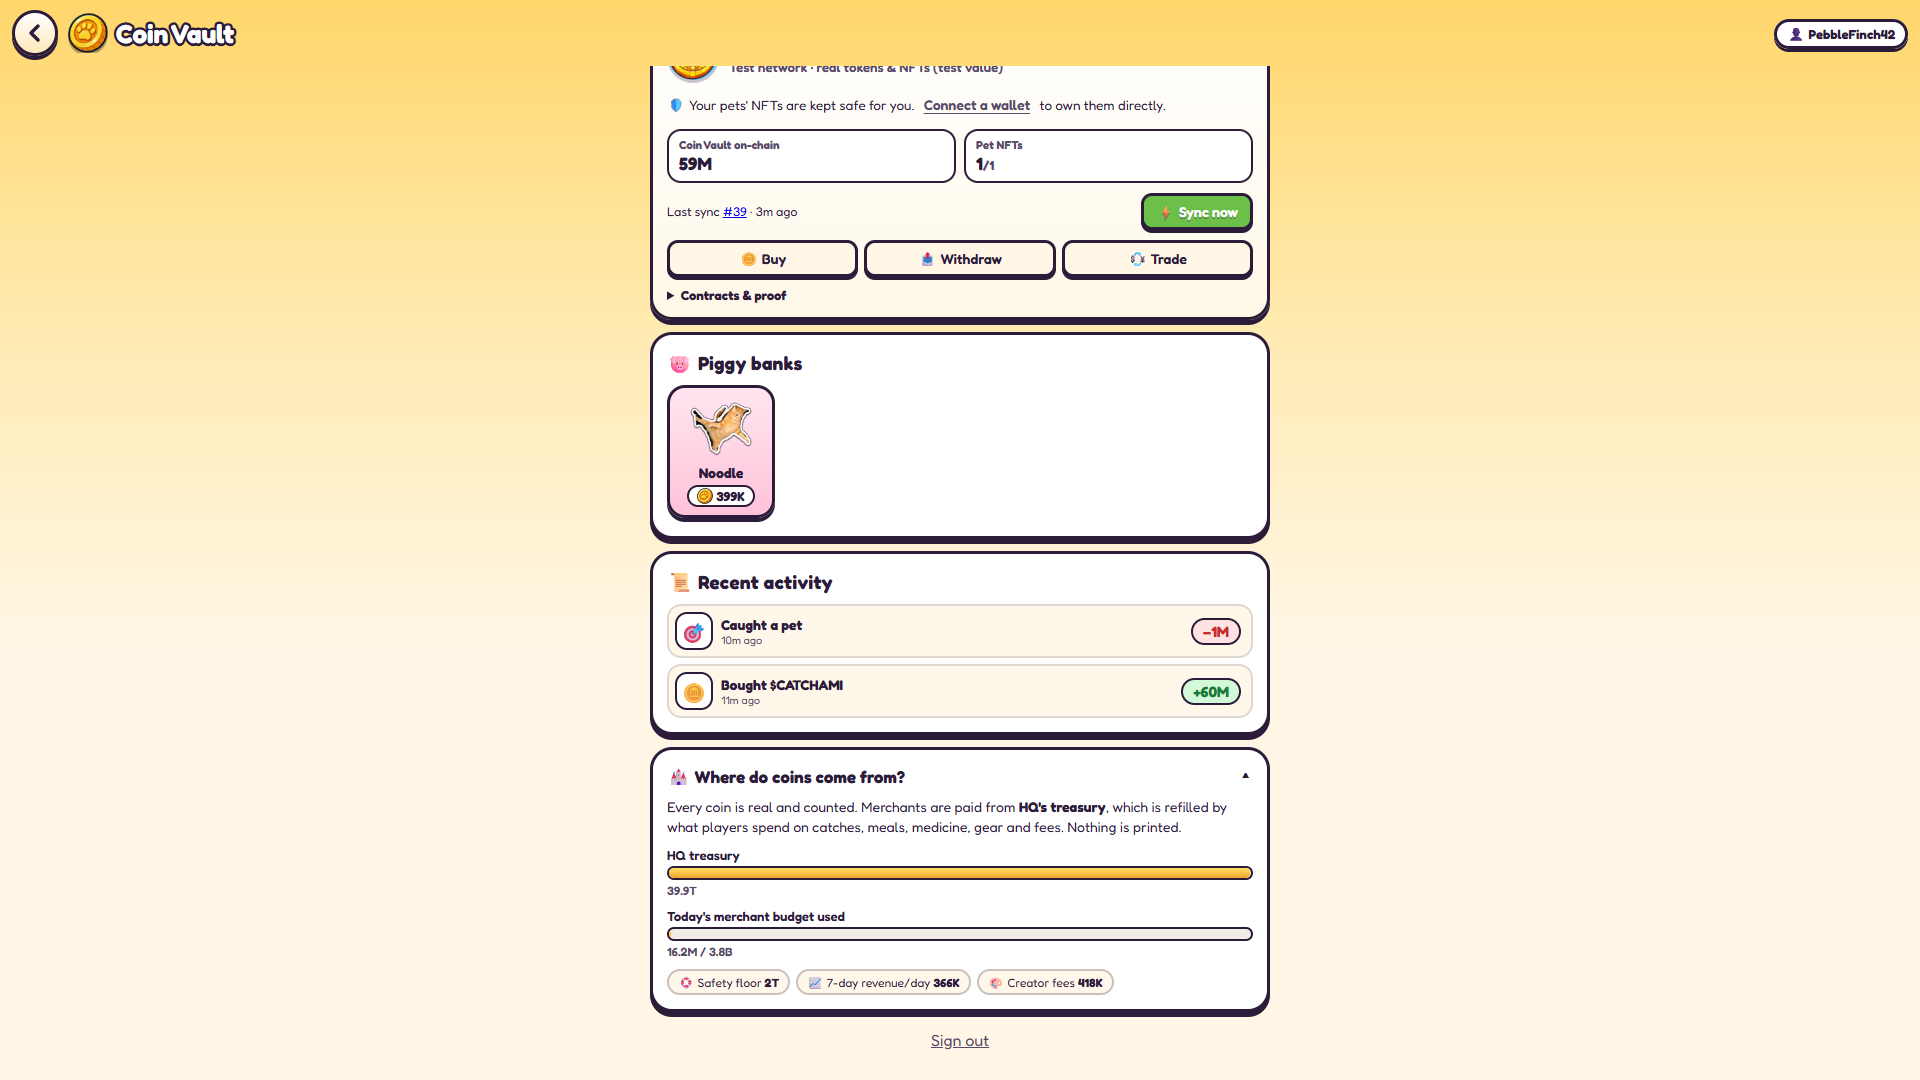 Coin Vault
PebbleFinch42
Test network · real tokens & NFTs (test value)
Your pets' NFTs are kept safe for you. Connect a wallet to own them directly.
Coin Vault on-chain
59M
Pet NFTs
1/1
Last sync #39 · 3m ago
Sync now
Buy
Withdraw
Trade
Contracts & proof
Piggy banks
Noodle
399K
Recent activity
Caught a pet
10m ago
−1M
Bought $CATCHAMI
11m ago
+60M
Where do coins come from?
Every coin is real and counted. Merchants are paid from HQ's treasury, which is refilled by
what players spend on catches, meals, medicine, gear and fees. Nothing is printed.
HQ treasury
39.9T
Today's merchant budget used
16.2M / 3.8B
Safety floor 2T
7-day revenue/day 366K
Creator fees 418K
Sign out